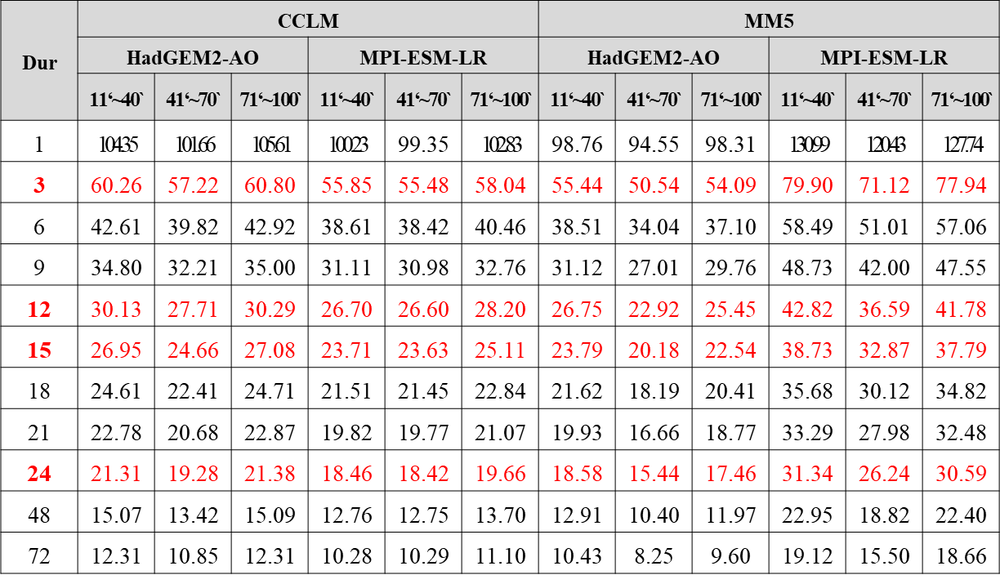 Dur CCLM MM5
HadGEM2-AO MPI-ESM-LR HadGEM2-AO MPI-ESM-LR
11‘~40` 41‘~70` 71‘~100` 11‘~40` 41‘~70` 71‘~100` 11‘~40` 41‘~70` 71‘~100` 11‘~40` 41‘~70` 71‘~100`
1 104.35 101.66 105.61 100.23 99.35 102.83 98.76 94.55 98.31 130.99 120.43 127.74
3 60.26 57.22 60.80 55.85 55.48 58.04 55.44 50.54 54.09 79.90 71.12 77.94
6 42.61 39.82 42.92 38.61 38.42 40.46 38.51 34.04 37.10 58.49 51.01 57.06
9 34.80 32.21 35.00 31.11 30.98 32.76 31.12 27.01 29.76 48.73 42.00 47.55
12 30.13 27.71 30.29 26.70 26.60 28.20 26.75 22.92 25.45 42.82 36.59 41.78
15 26.95 24.66 27.08 23.71 23.63 25.11 23.79 20.18 22.54 38.73 32.87 37.79
18 24.61 22.41 24.71 21.51 21.45 22.84 21.62 18.19 20.41 35.68 30.12 34.82
21 22.78 20.68 22.87 19.82 19.77 21.07 19.93 16.66 18.77 33.29 27.98 32.48
24 21.31 19.28 21.38 18.46 18.42 19.66 18.58 15.44 17.46 31.34 26.24 30.59
48 15.07 13.42 15.09 12.76 12.75 13.70 12.91 10.40 11.97 22.95 18.82 22.40
72 12.31 10.85 12.31 10.28 10.29 11.10 10.43 8.25 9.60 19.12 15.50 18.66